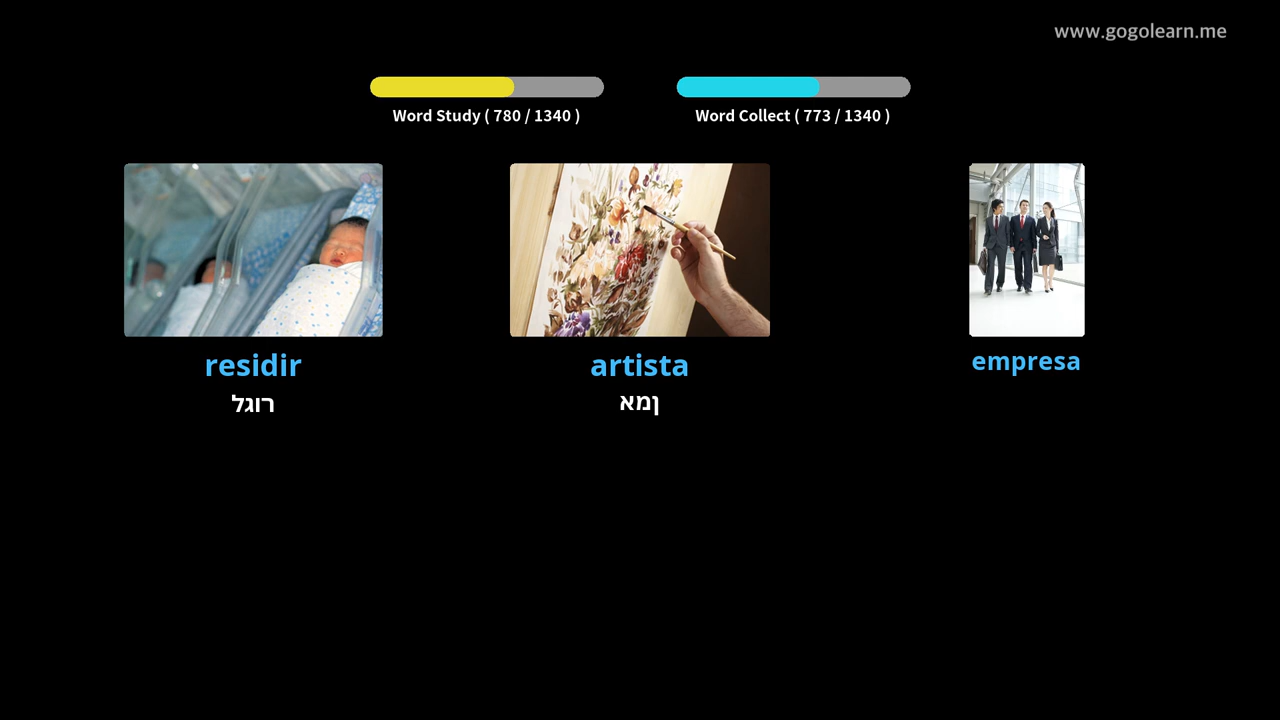 www.gogolearn.me
Word Study ( 780 / 1340 )
Word Collect ( 773 / 1340 )
residir
רוגל
artista
ןמא
empresa